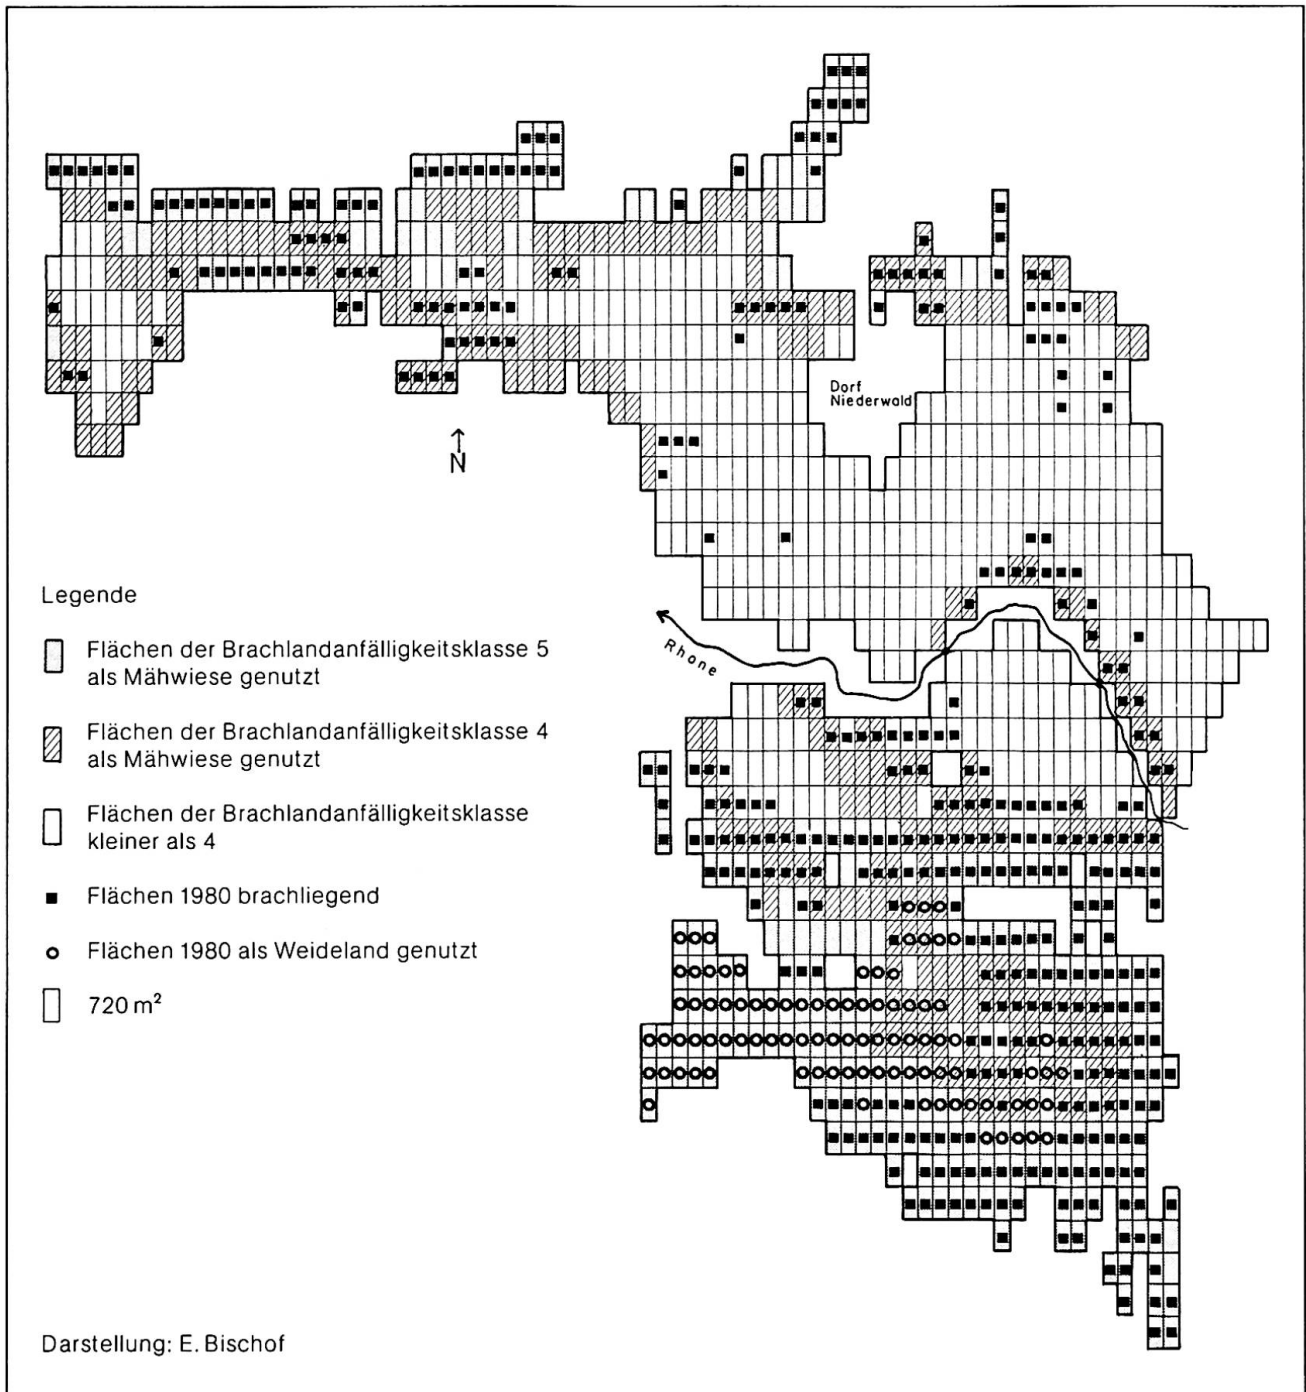 Dorf
Niederwald
N
Rhone
Legende
Flächen der Brachlandanfälligkeitsklasse 5
als Mähwiese genutzt
Flächen der Brachlandanfälligkeitsklasse 4
als Mähwiese genutzt
Flächen der Brachlandanfälligkeitsklasse
kleiner als 4
Flächen 1980 brachliegend
Flächen 1980 als Weideland genutzt
720 m²
Darstellung: E. Bischof